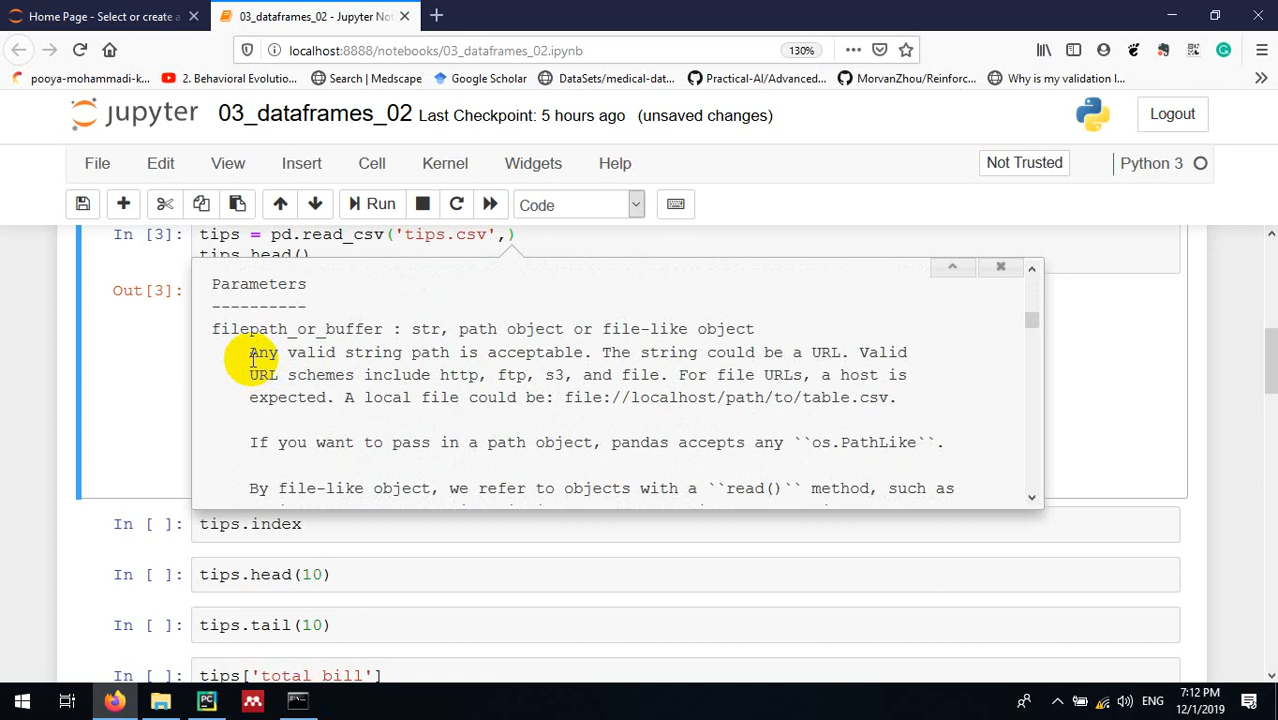 Home Page - Select or create a
03_dataframes_02 - Jupyter Not
localhost:8888/notebooks/03_dataframes_02.ipynb
130%
pooya-mohammadi-k...
2. Behavioral Evolutio...
Search | Medscape
Google Scholar
DataSets/medical-dat...
Practical-AI/Advanced...
MorvanZhou/Reinforc...
Why is my validation l...
jupyter
03_dataframes_02 Last Checkpoint: 5 hours ago (unsaved changes)
Logout
File Edit View Insert Cell Kernel Widgets Help
Not Trusted
Python 3
Run
Code
In [3]: tips = pd.read_csv('tips.csv',)
tips.head()
Out[3]:
Parameters
----------
filepath_or_buffer : str, path object or file-like object
Any valid string path is acceptable. The string could be a URL. Valid
URL schemes include http, ftp, s3, and file. For file URLs, a host is
expected. A local file could be: file://localhost/path/to/table.csv.
If you want to pass in a path object, pandas accepts any ``os.PathLike``.
By file-like object, we refer to objects with a ``read()`` method, such as
In [ ]: tips.index
In [ ]: tips.head(10)
In [ ]: tips.tail(10)
In [ ]: tips['total_bill']
PC
ENG
7:12 PM
12/1/2019